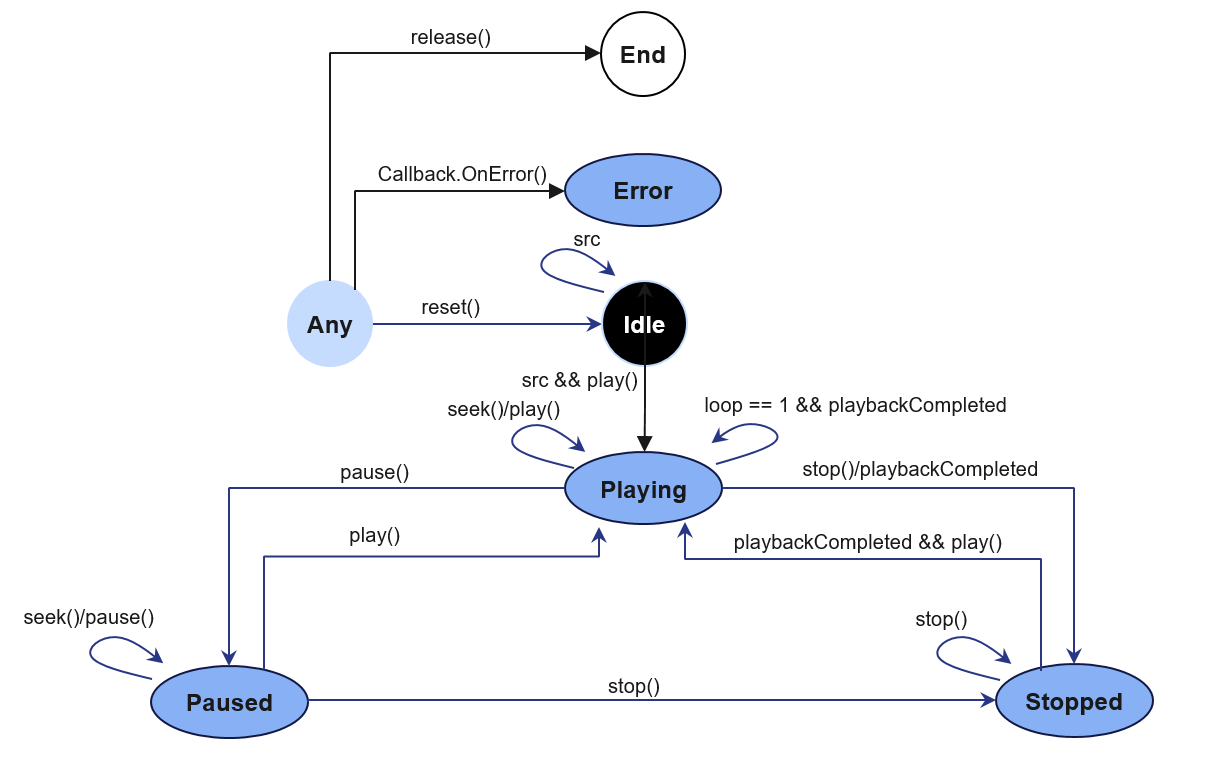 release()
End
Callback.OnError()
Error
src
Any
reset()
Idle
src && play()
seek()/play()
loop == 1 && playbackCompleted
pause()
Playing
stop()/playbackCompleted
play()
playbackCompleted && play()
seek()/pause()
stop()
Paused
stop()
Stopped